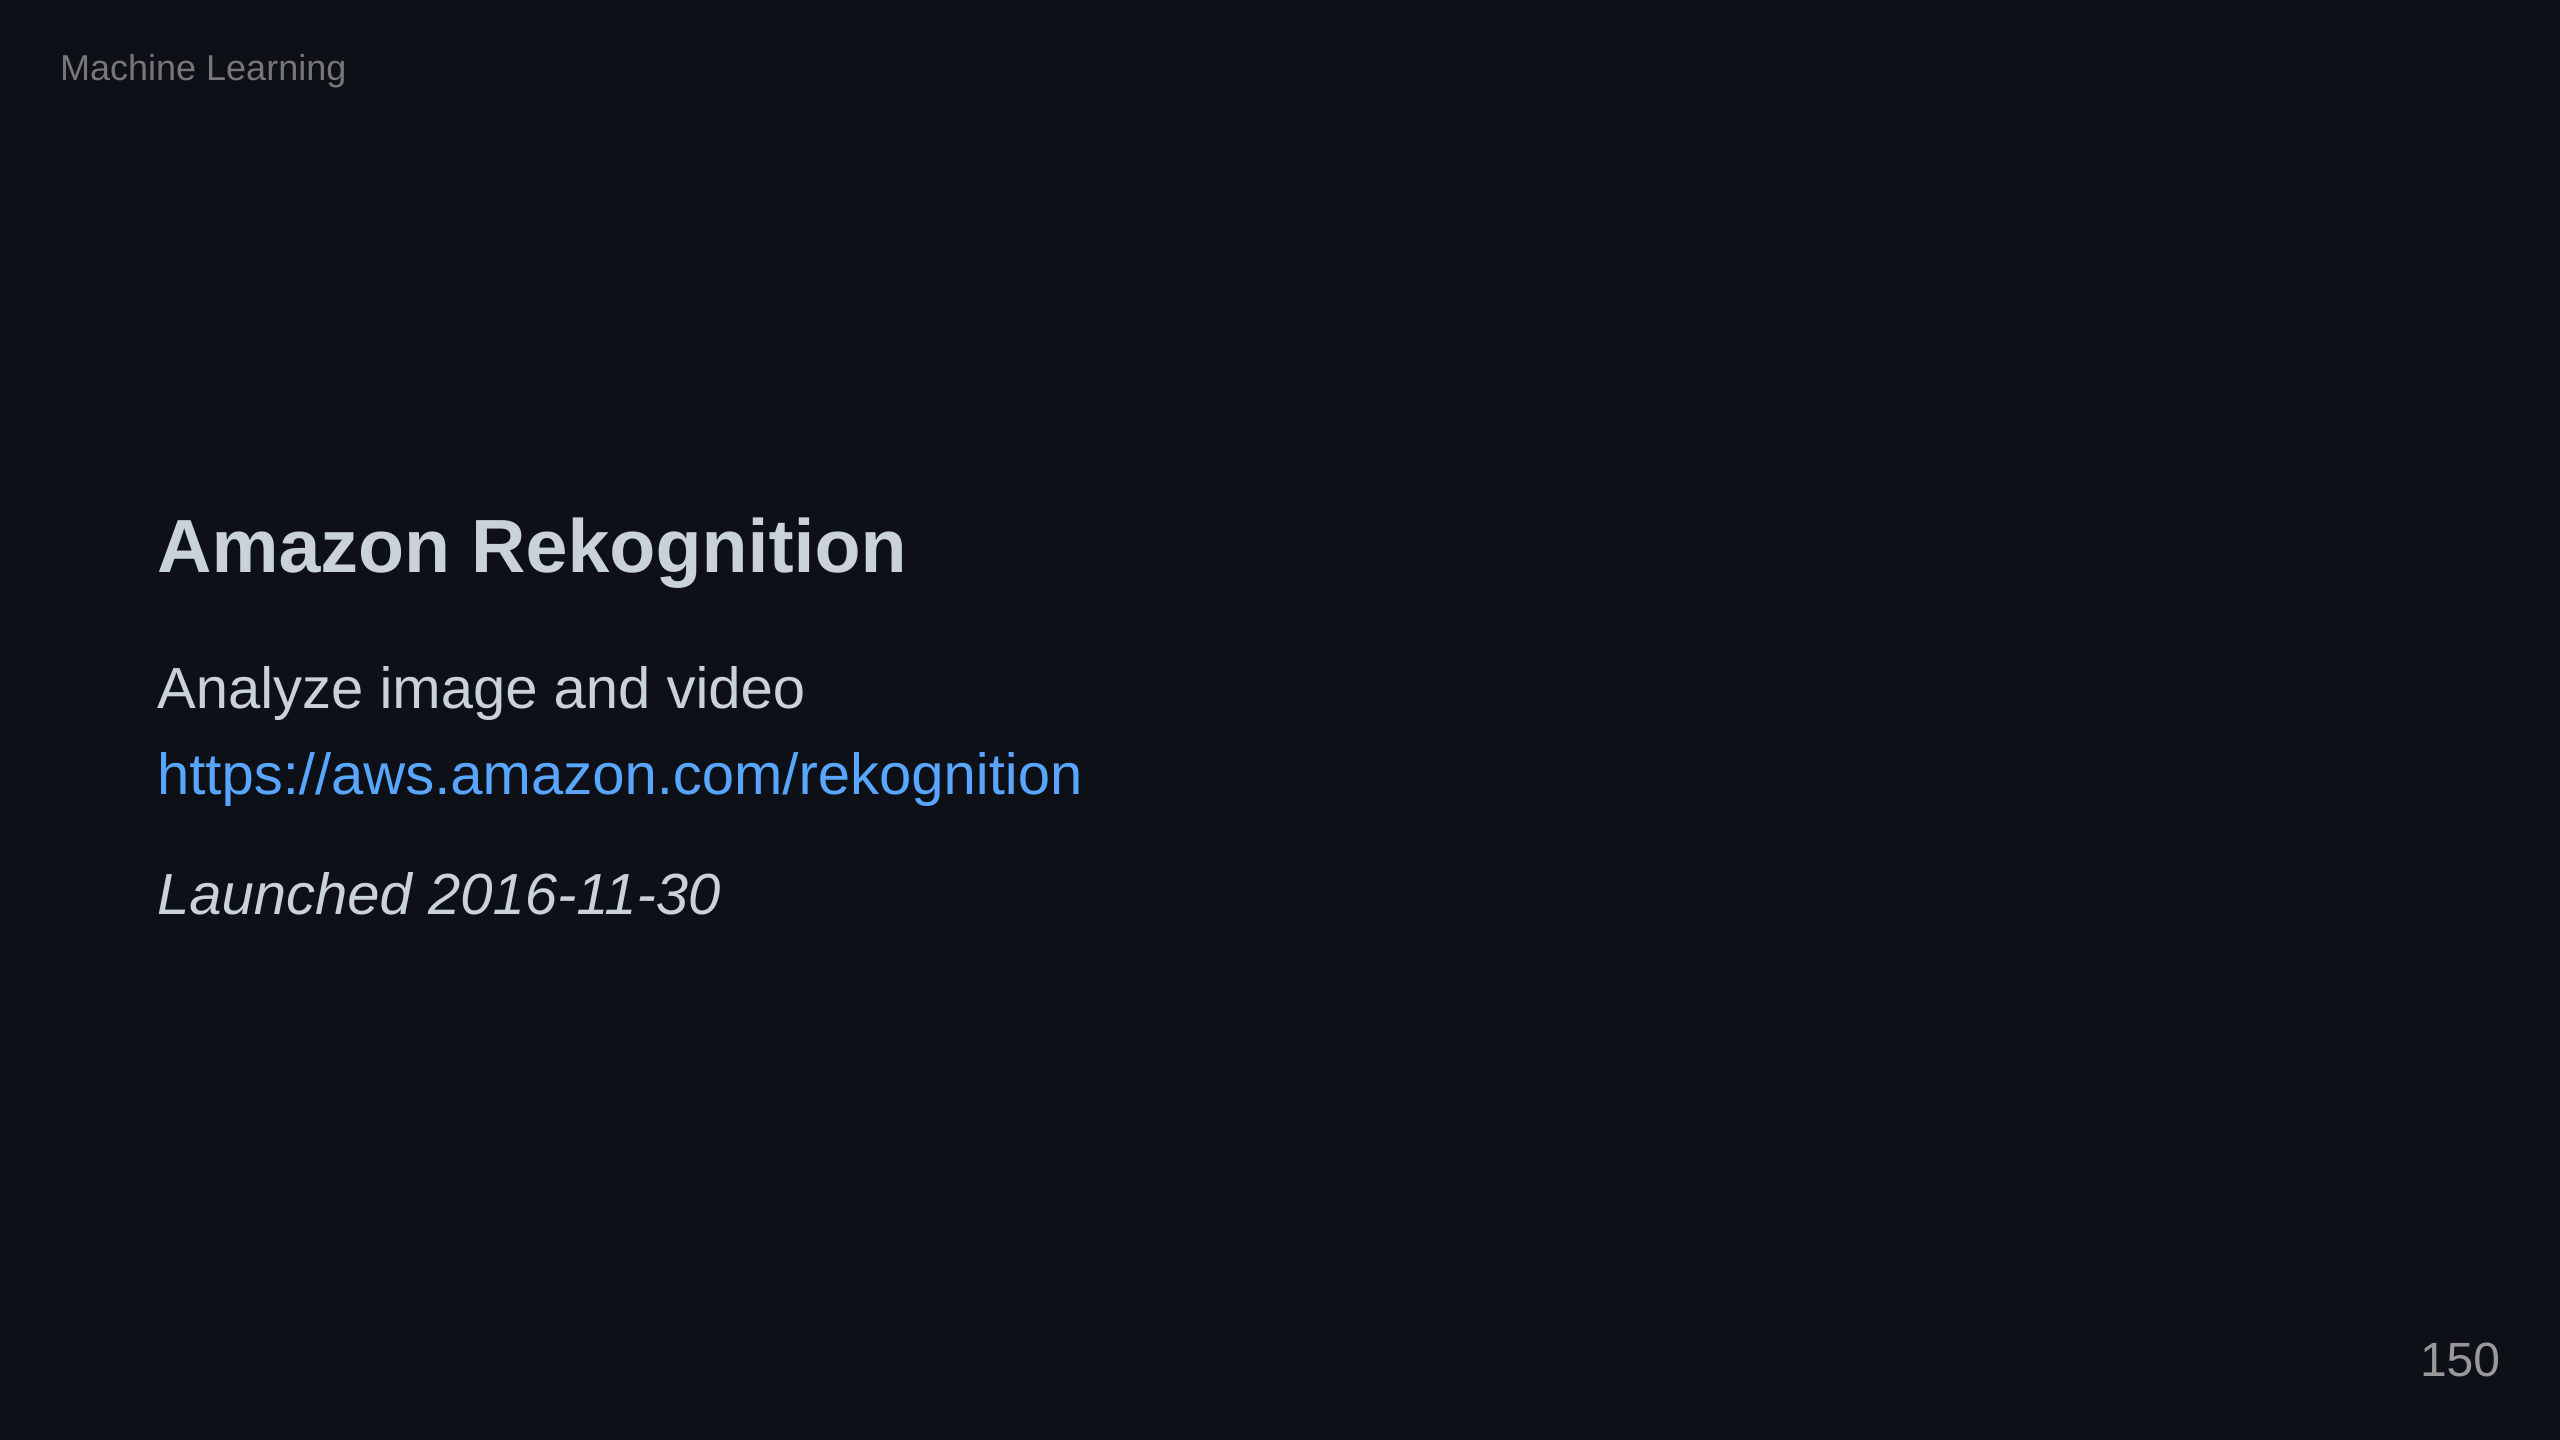 Machine Learning
Amazon Rekognition
Analyze image and video
https://aws.amazon.com/rekognition
Launched 2016-11-30
150